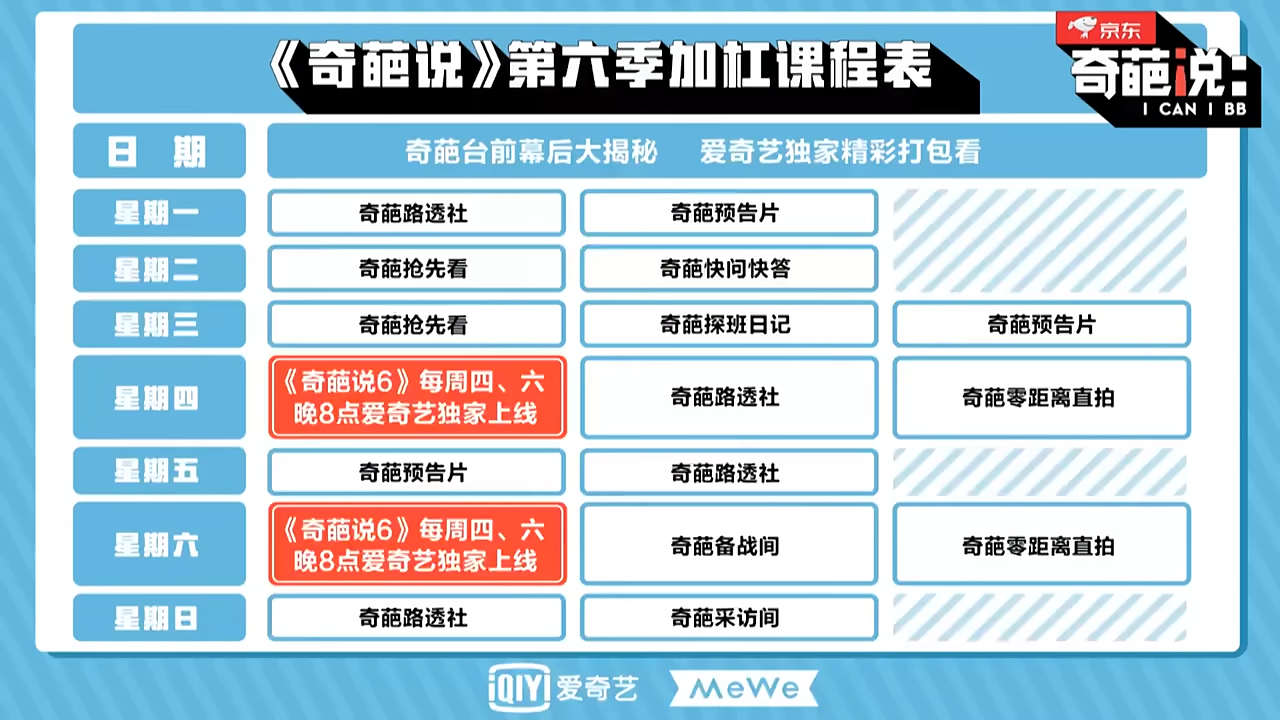 《奇葩说》第六季加杠课程表
京东
奇葩说:
I CAN I BB
日 期
奇葩台前幕后大揭秘 爱奇艺独家精彩打包看
星期一
奇葩路透社
奇葩预告片
星期二
奇葩抢先看
奇葩快问快答
星期三
奇葩抢先看
奇葩探班日记
奇葩预告片
星期四
《奇葩说6》每周四、六
晚8点爱奇艺独家上线
奇葩路透社
奇葩零距离直拍
星期五
奇葩预告片
奇葩路透社
星期六
《奇葩说6》每周四、六
晚8点爱奇艺独家上线
奇葩备战间
奇葩零距离直拍
星期日
奇葩路透社
奇葩采访间
iQIYI 爱奇艺
MeWe